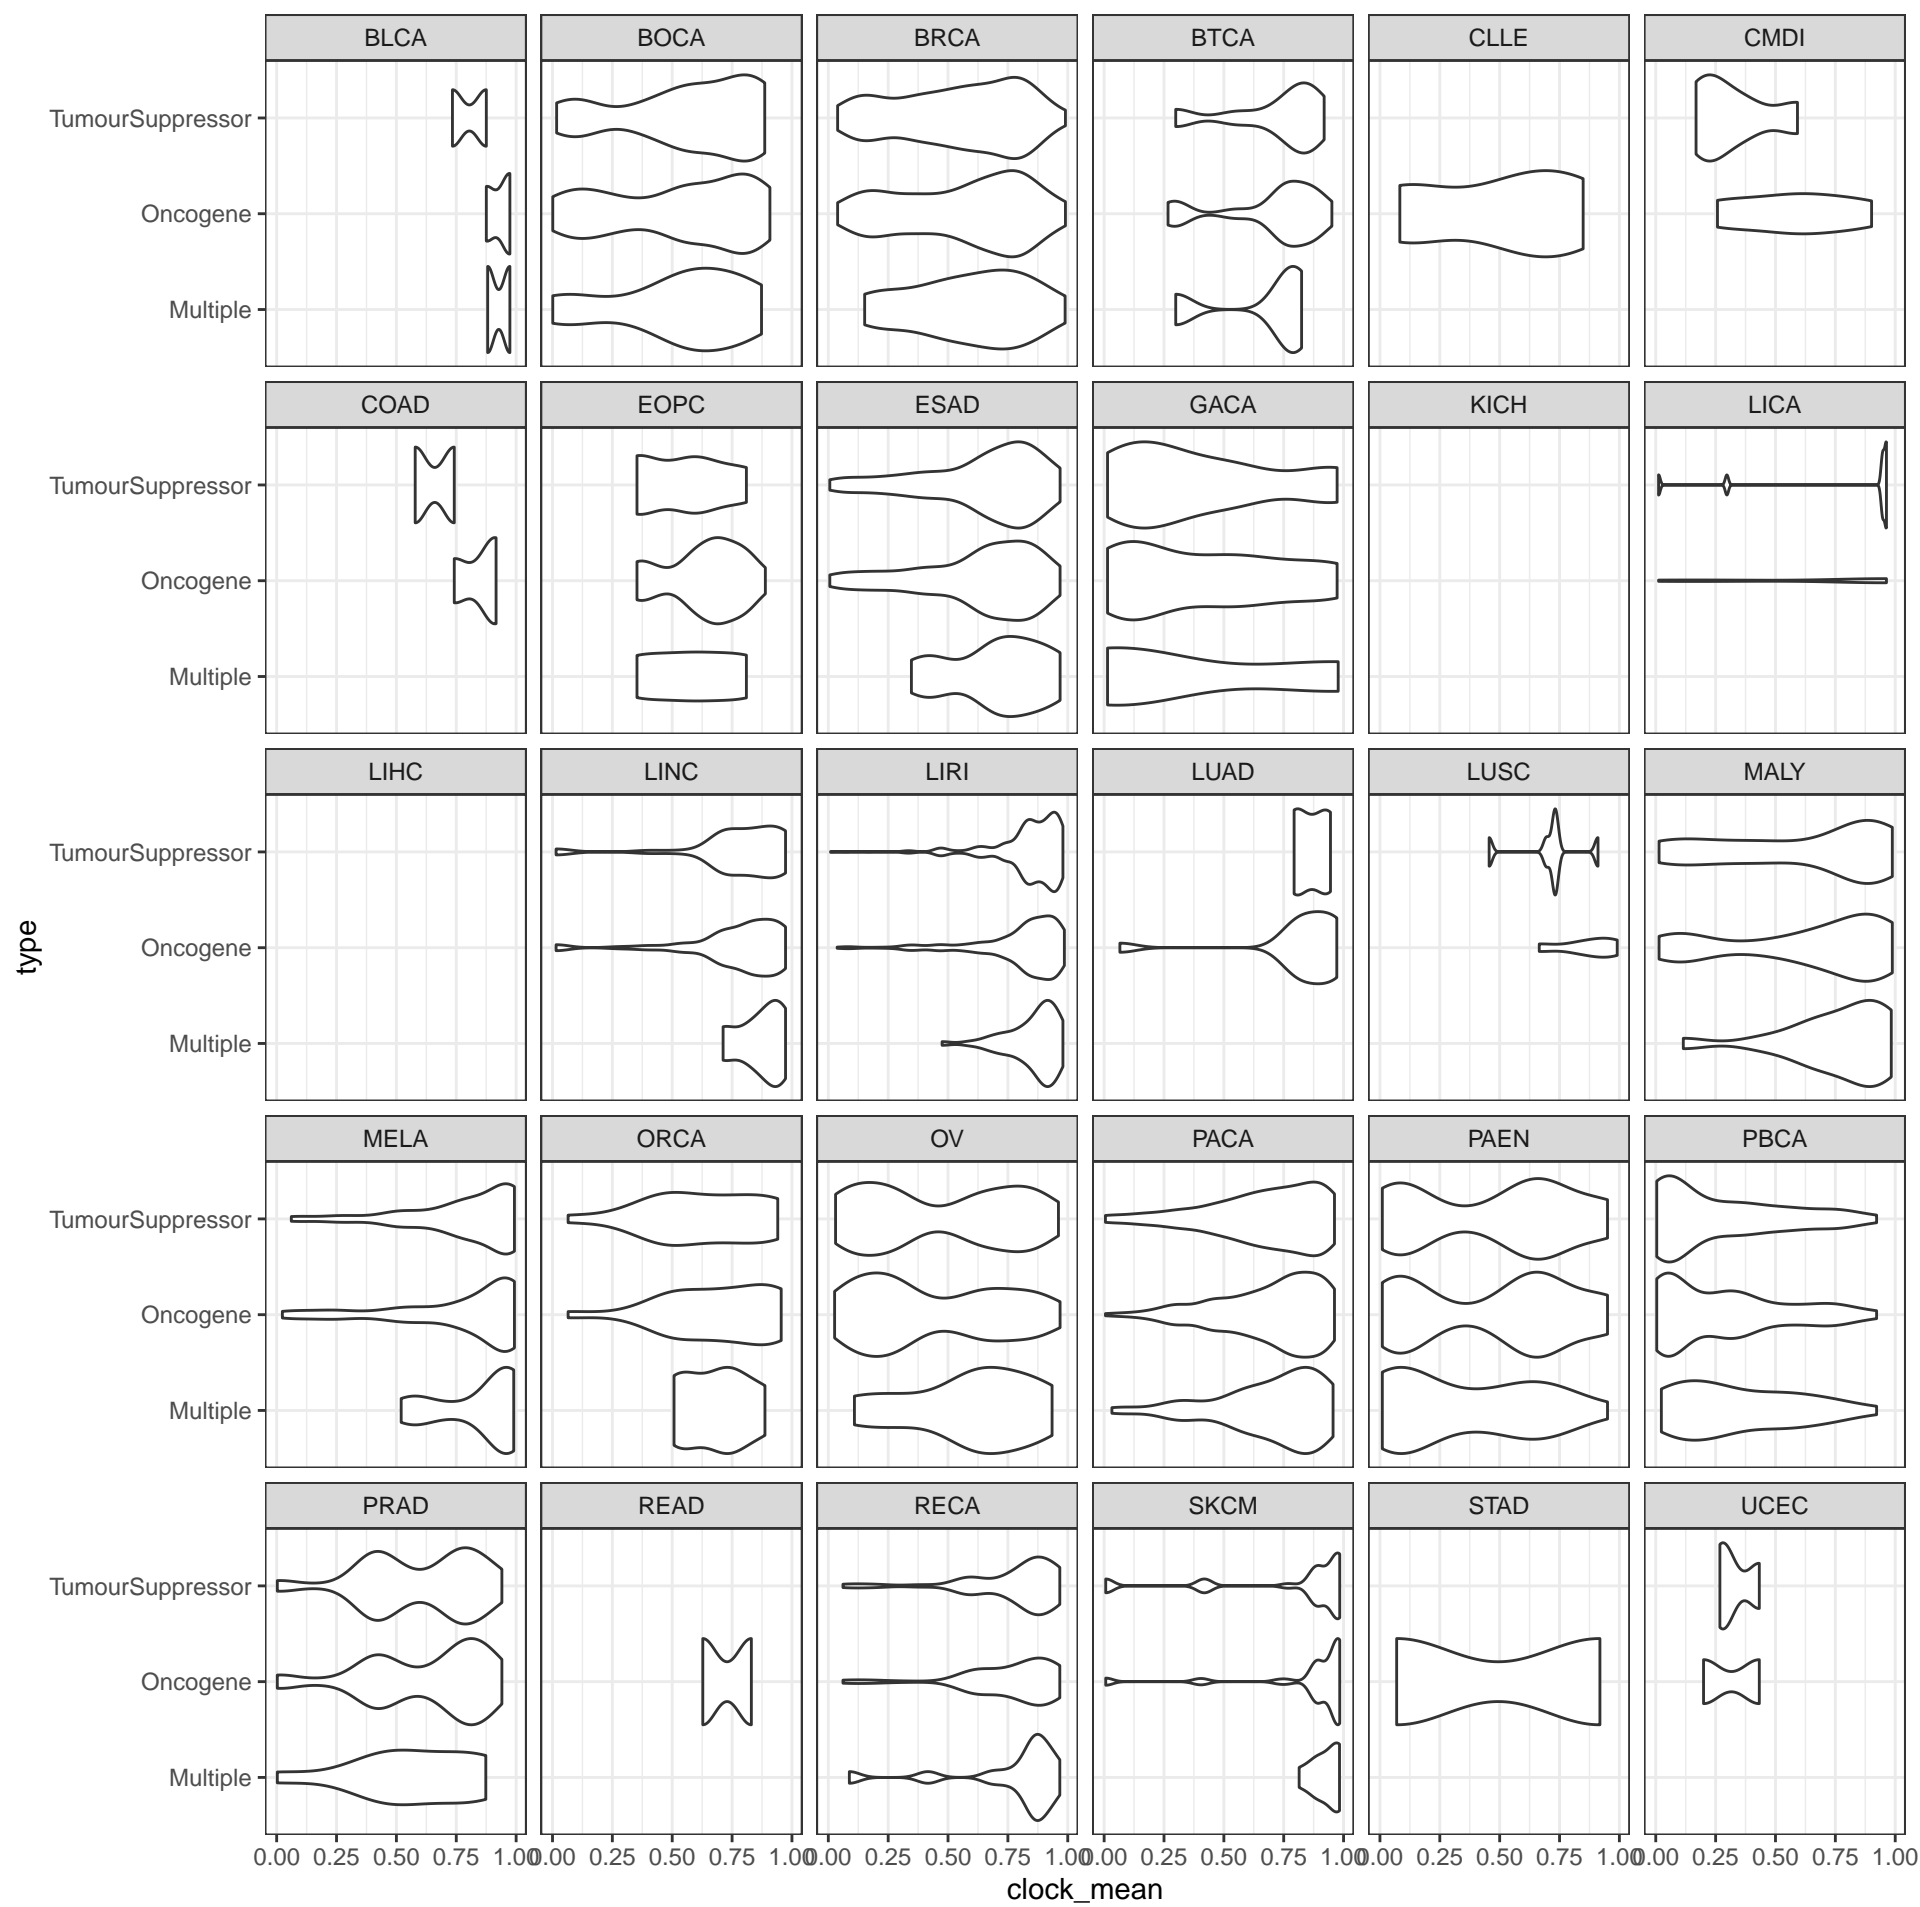 BLCA BOCA BRCA BTCA CLLE CMDI
TumourSuppressor
Oncogene
Multiple
COAD EOPC ESAD GACA KICH LICA
TumourSuppressor
Oncogene
Multiple
LIHC LINC LIRI LUAD LUSC MALY
TumourSuppressor
Oncogene
Multiple
type
MELA ORCA OV PACA PAEN PBCA
TumourSuppressor
Oncogene
Multiple
PRAD READ RECA SKCM STAD UCEC
TumourSuppressor
Oncogene
Multiple
0.00 0.25 0.50 0.75 1.00 0.00 0.25 0.50 0.75 1.00 0.00 0.25 0.50 0.75 1.00 0.00 0.25 0.50 0.75 1.00 0.00 0.25 0.50 0.75 1.00 0.00 0.25 0.50 0.75 1.00
clock_mean